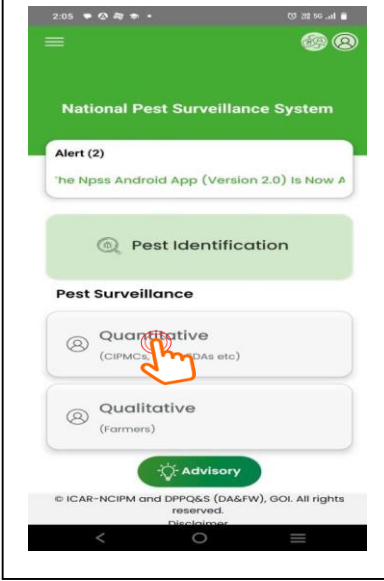 2:05
National Pest Surveillance System
Alert (2)
he Npss Android App (Version 2.0) Is Now A
Pest Identification
Pest Surveillance
Quantitative
(CIPMCs, DAs etc)
Qualitative
(Farmers)
Advisory
© ICAR-NCIPM and DPPQ&S (DA&FW), GOI. All rights
reserved.
Disclaimer